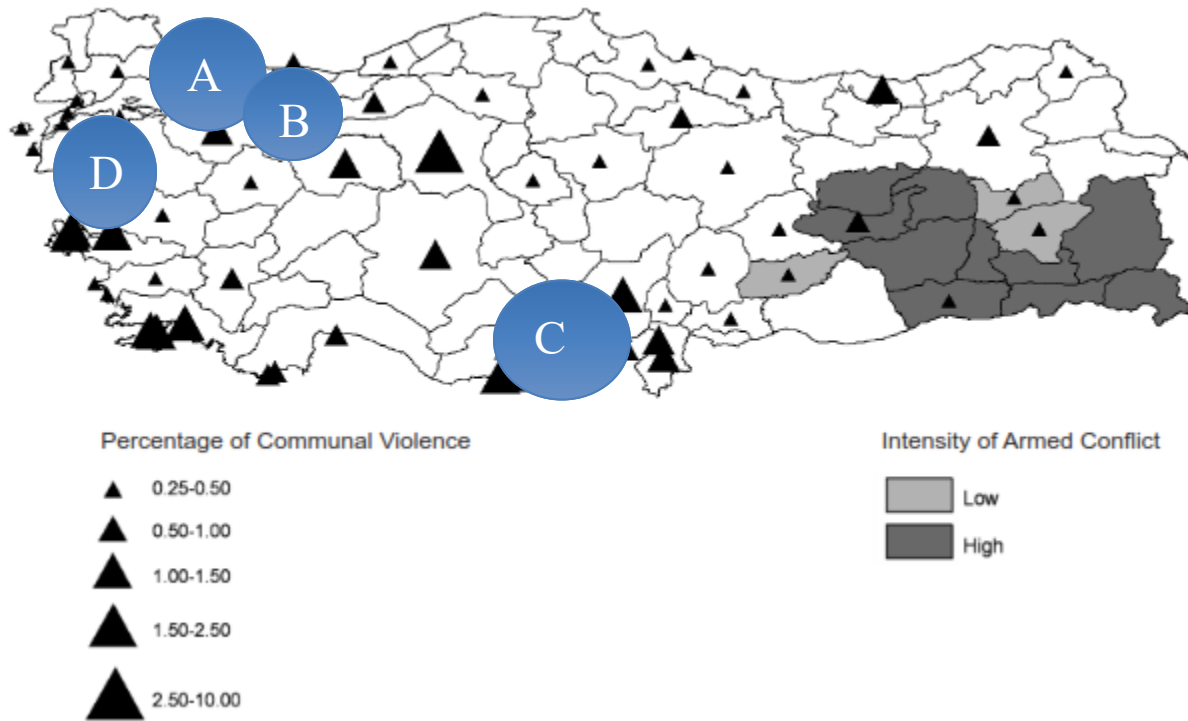 A
B
D
C
Percentage of Communal Violence
0.25-0.50
0.50-1.00
1.00-1.50
1.50-2.50
2.50-10.00
Intensity of Armed Conflict
Low
High